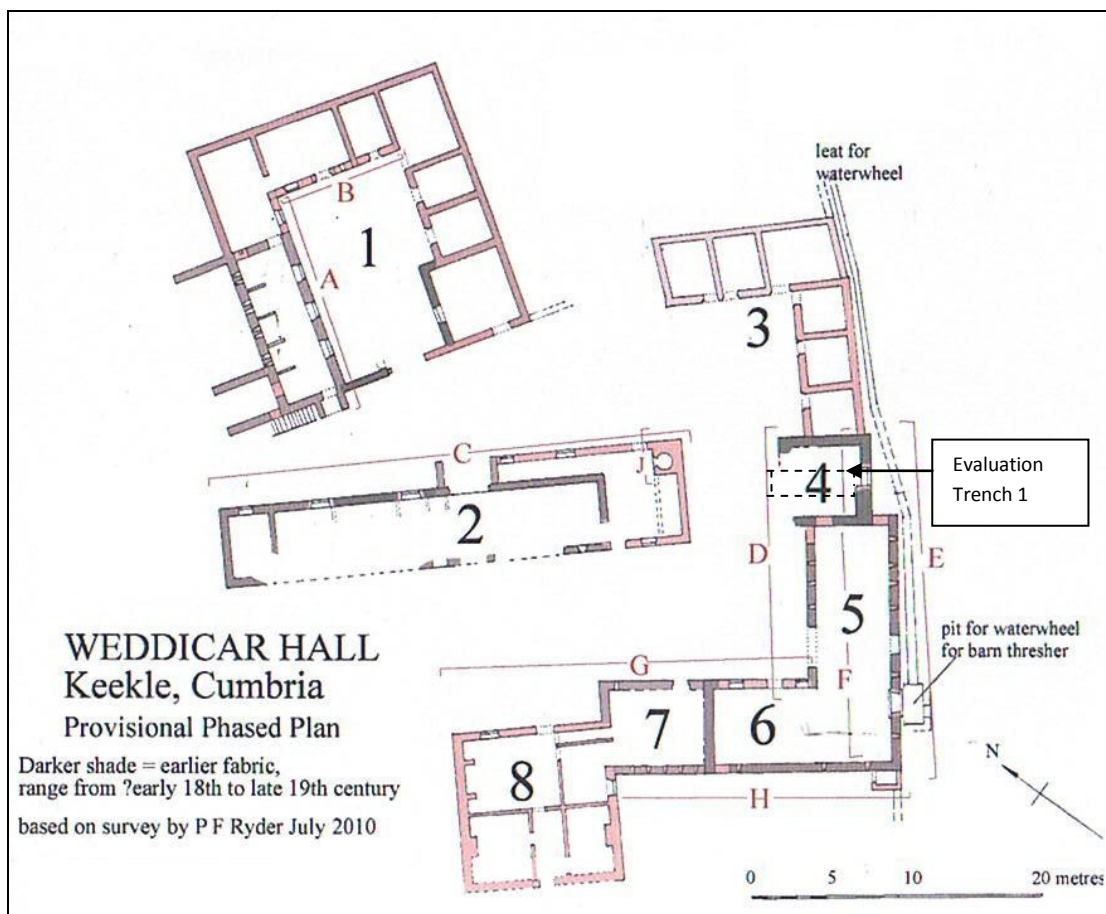 leat for
waterwheel
B
1
A
3
C
J
4
Evaluation
Trench 1
2
D
E
5
WEDDICAR HALL
Keekle, Cumbria
Provisional Phased Plan
pit for waterwheel
for barn thresher
G
F
7
6
8
N
Darker shade = earlier fabric,
range from ?early 18th to late 19th century
H
based on survey by P F Ryder July 2010
0 5 10 20 metres